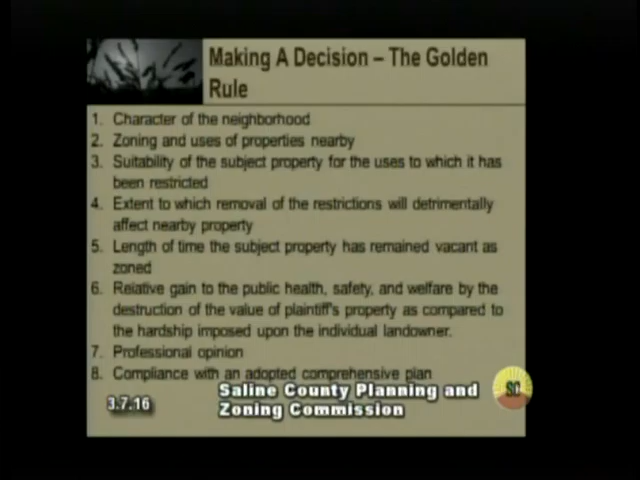 Making A Decision – The Golden
Rule
1. Character of the neighborhood
2. Zoning and uses of properties nearby
3. Suitability of the subject property for the uses to which it has
been restricted
4. Extent to which removal of the restrictions will detrimentally
affect nearby property
5. Length of time the subject property has remained vacant as
zoned
6. Relative gain to the public health, safety, and welfare by the
destruction of the value of plaintiff's property as compared to
the hardship imposed upon the individual landowner.
7. Professional opinion
8. Compliance with an adopted comprehensive plan
Saline County Planning and
Zoning Commission
3.7.16
SC